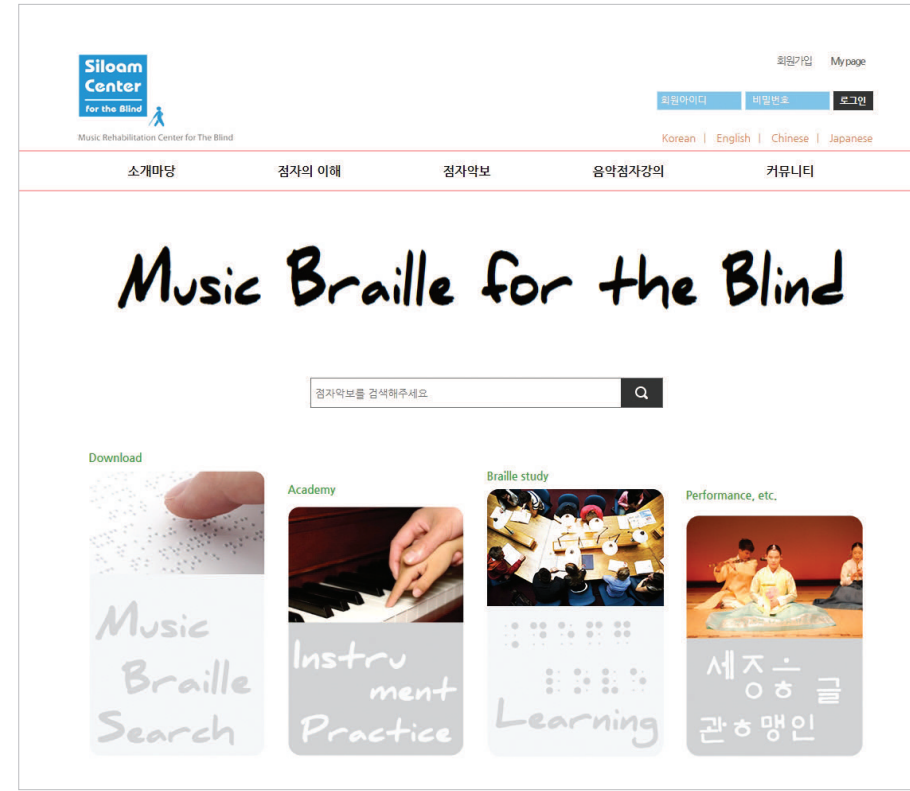 Siloam
Center
for the Blind
Music Rehabilitation Center for The Blind
회원가입 My page
회원아이디 비밀번호 로그인
Korean | English | Chinese | Japanese
소개마당 점자의 이해 점자악보 음악점자강의 커뮤니티
Music Braille for the Blind
점자악보를 검색해주세요
Download
Music
Braille
Search
Academy
Instru
ment
Practice
Braille study
Learning
Performance, etc.
세종ㅎ글
관ㅎ맹인